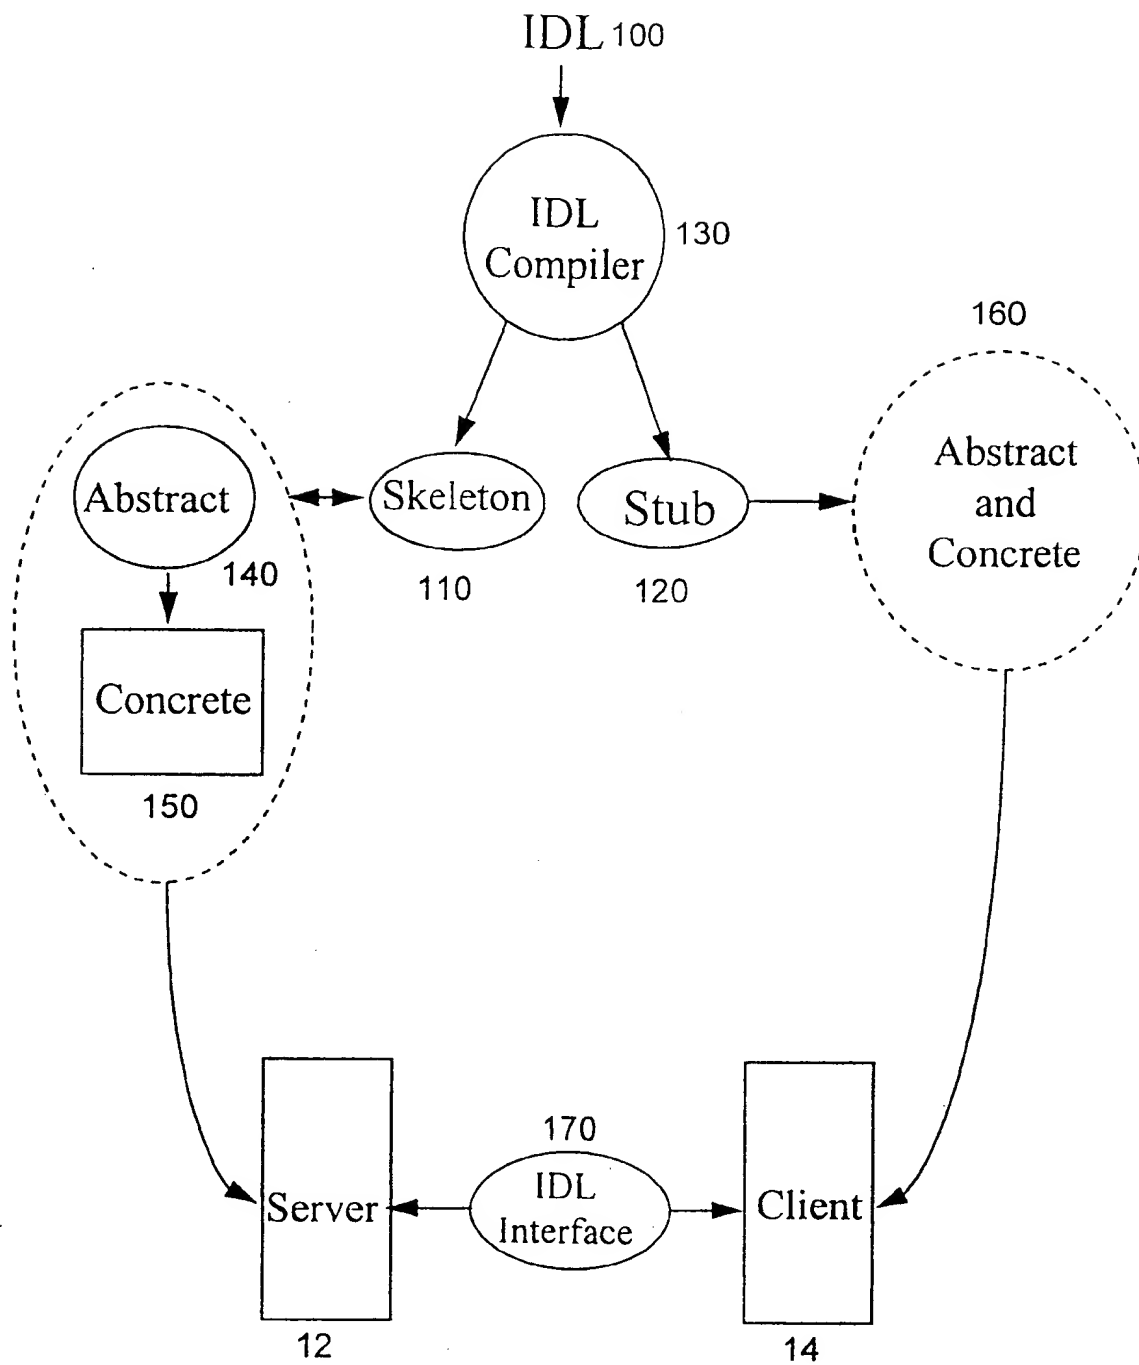 IDL 100
IDL
Compiler
130
160
Abstract
and
Concrete
Abstract
140
Skeleton
110
Stub
120
Concrete
150
170
IDL
Interface
Server
12
Client
14